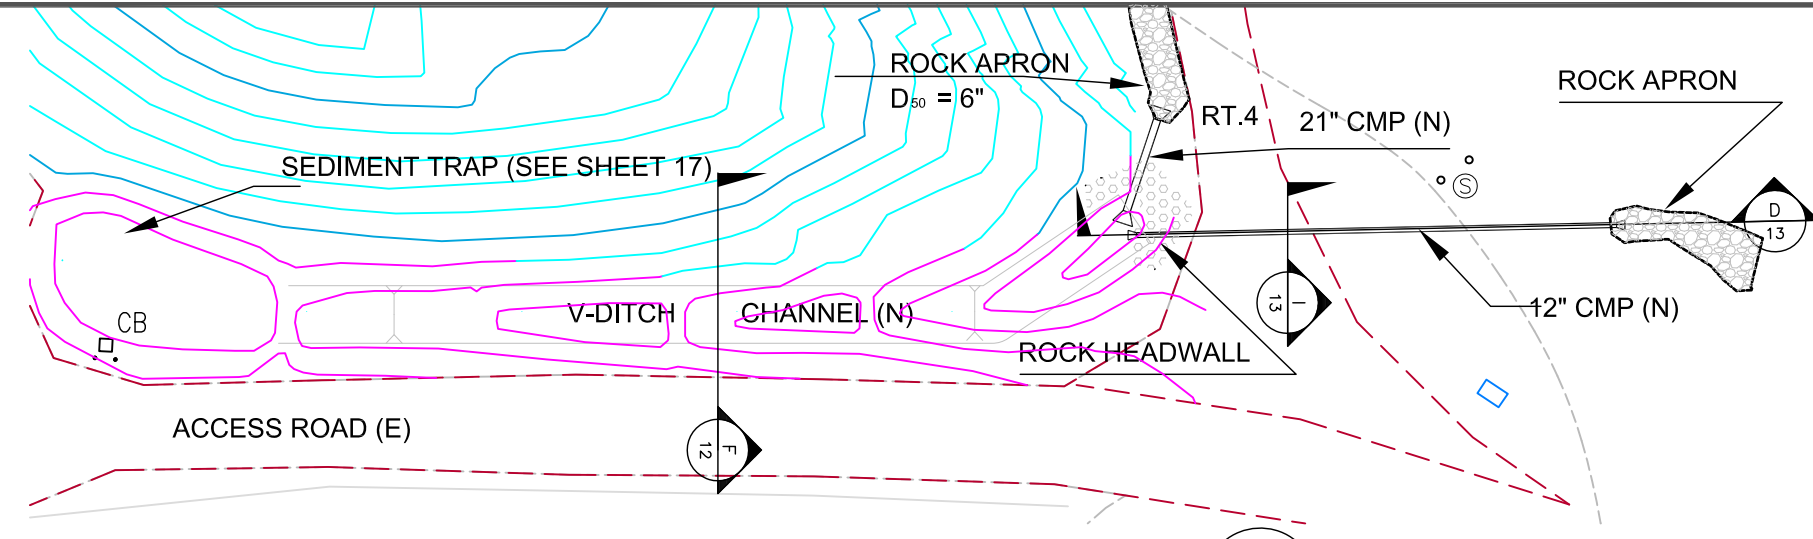 ROCK APRON
D50 = 6"
ROCK APRON
RT.4
21" CMP (N)
SEDIMENT TRAP (SEE SHEET 17)
S
D
13
CB
V-DITCH CHANNEL (N)
I
13
12" CMP (N)
ROCK HEADWALL
ACCESS ROAD (E)
F
12